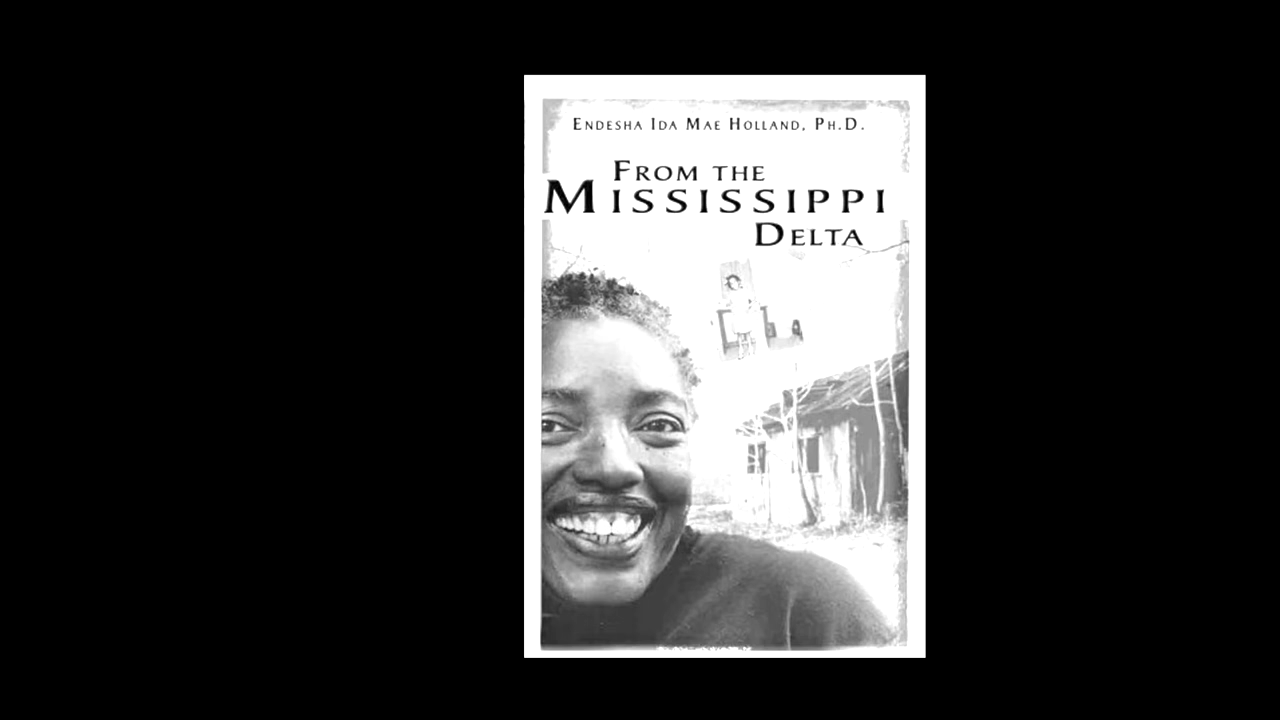 Endesha Ida Mae Holland, Ph.D.
From the
Mississippi
Delta